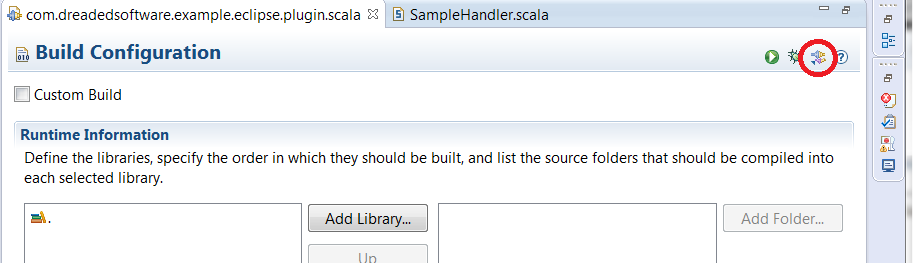 com.dreadedsoftware.example.eclipse.plugin.scala
SampleHandler.scala
Build Configuration
Custom Build
Runtime Information
Define the libraries, specify the order in which they should be built, and list the source folders that should be compiled into
each selected library.
.
Add Library...
Add Folder...
Up